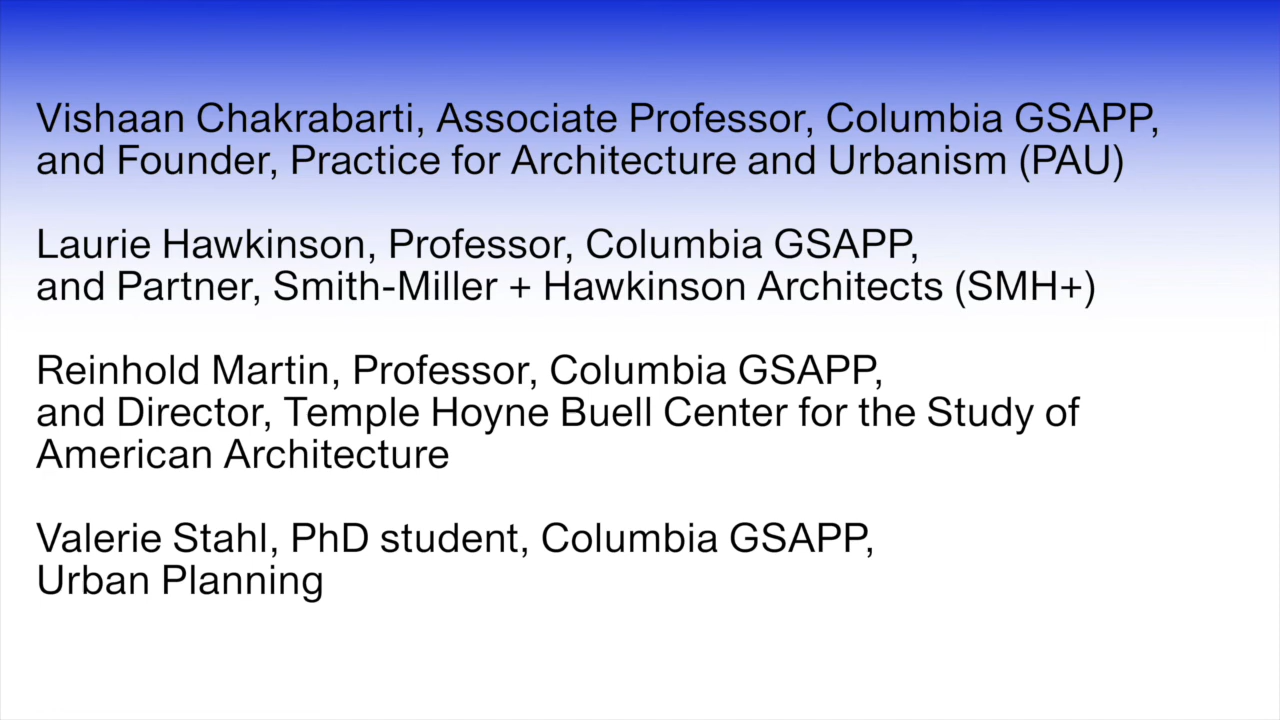 Vishaan Chakrabarti, Associate Professor, Columbia GSAPP,
and Founder, Practice for Architecture and Urbanism (PAU)
Laurie Hawkinson, Professor, Columbia GSAPP,
and Partner, Smith-Miller + Hawkinson Architects (SMH+)
Reinhold Martin, Professor, Columbia GSAPP,
and Director, Temple Hoyne Buell Center for the Study of
American Architecture
Valerie Stahl, PhD student, Columbia GSAPP,
Urban Planning